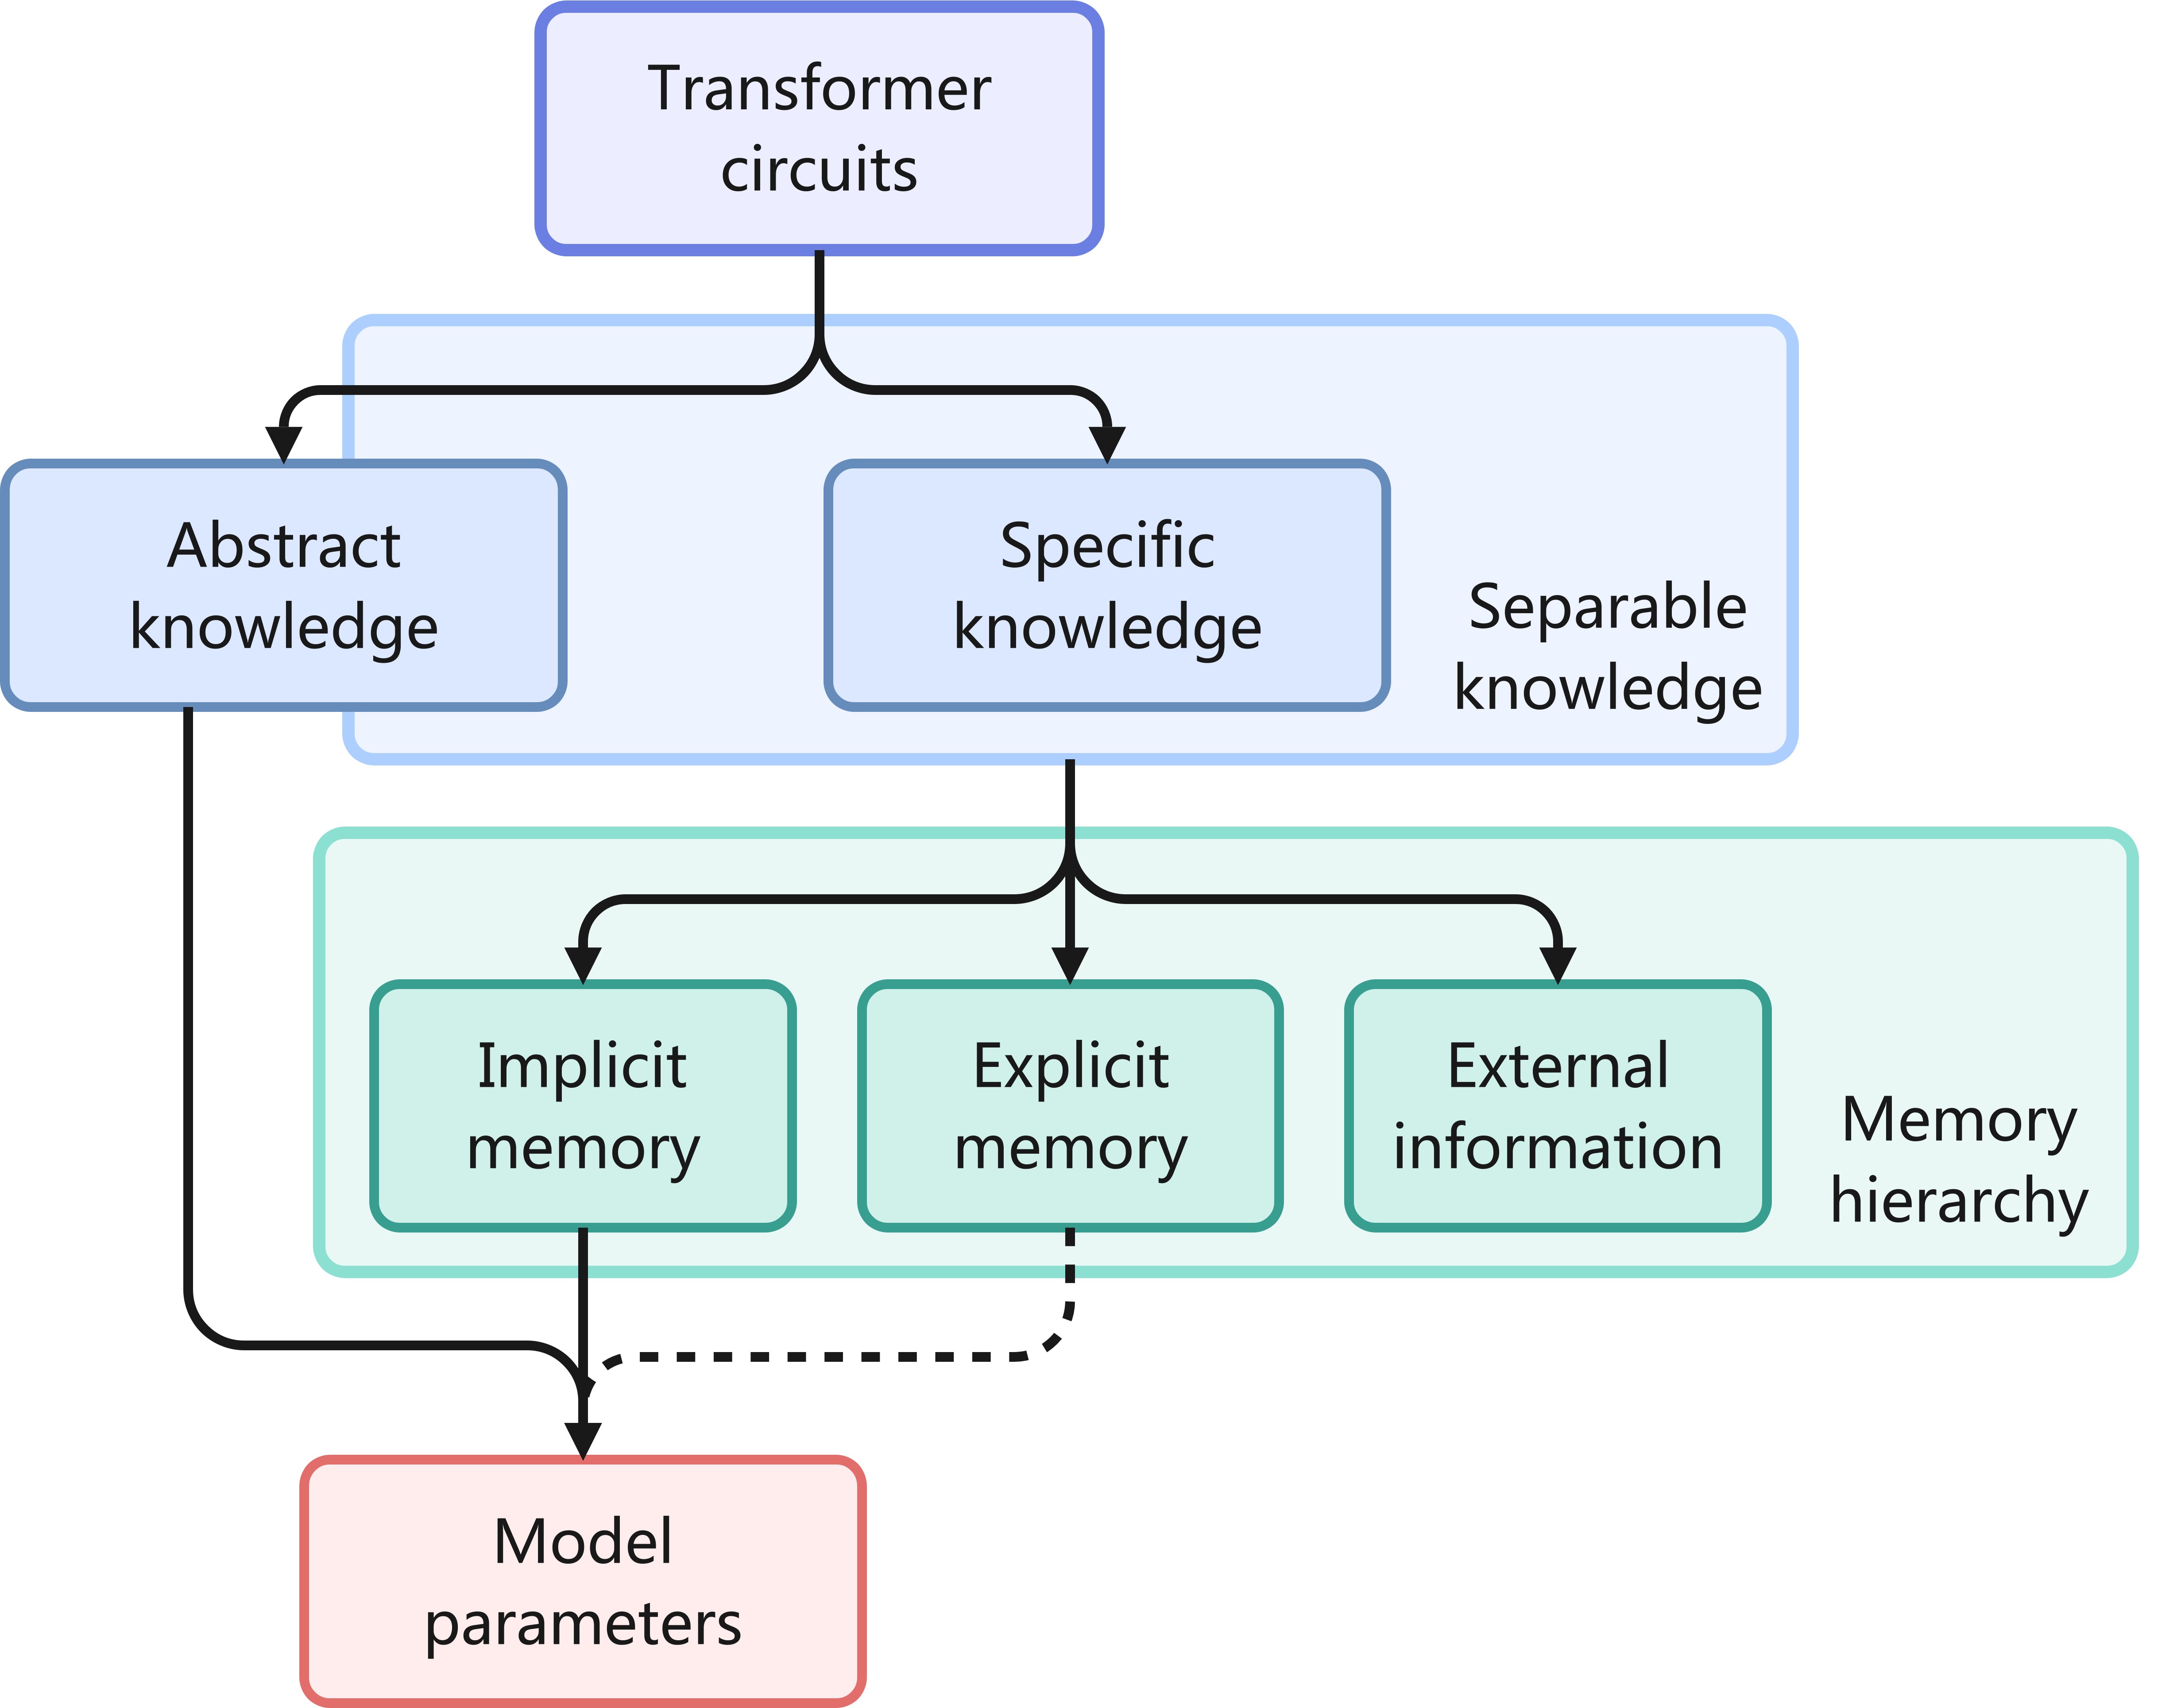 Transformer
circuits
Abstract
knowledge
Specific
knowledge
Separable
knowledge
Implicit
memory
Explicit
memory
External
information
Memory
hierarchy
Model
parameters